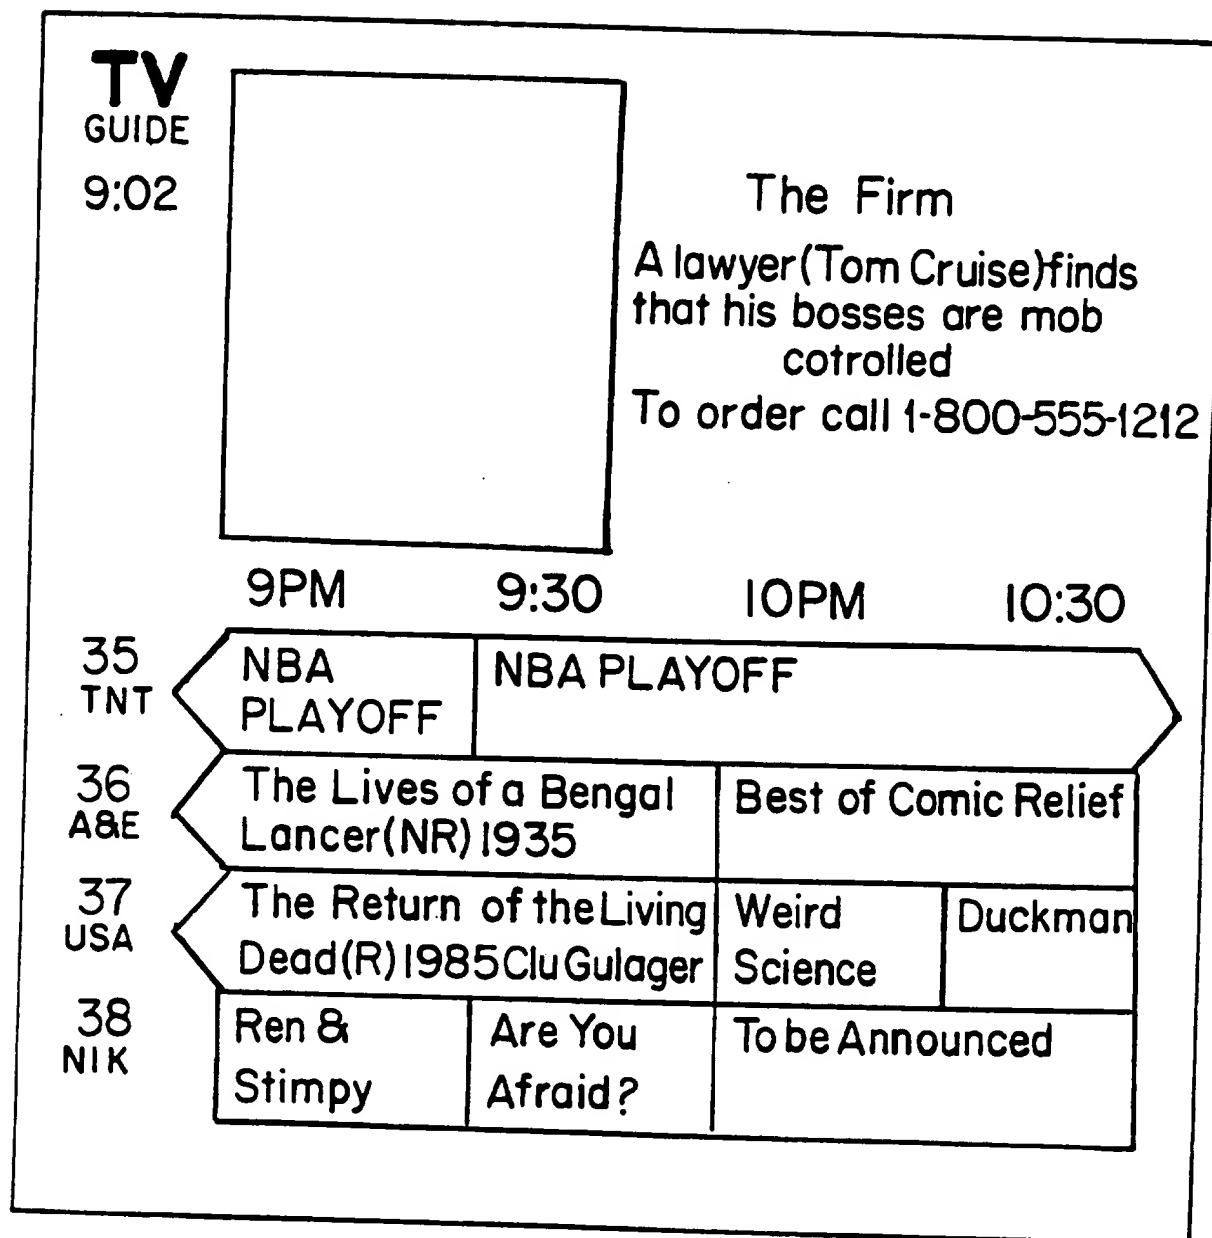 TV
GUIDE
9:02
The Firm
A lawyer(Tom Cruise)finds
that his bosses are mob
cotrolled
To order call 1-800-555-1212
9PM 9:30 10PM 10:30
35
TNT
NBA
PLAYOFF
NBA PLAYOFF
36
A&E
The Lives of a Bengal
Lancer(NR)1935
Best of Comic Relief
37
USA
The Return of the Living
Dead(R)1985 Clu Gulager
Weird
Science
Duckman
38
NIK
Ren &
Stimpy
Are You
Afraid?
To be Announced